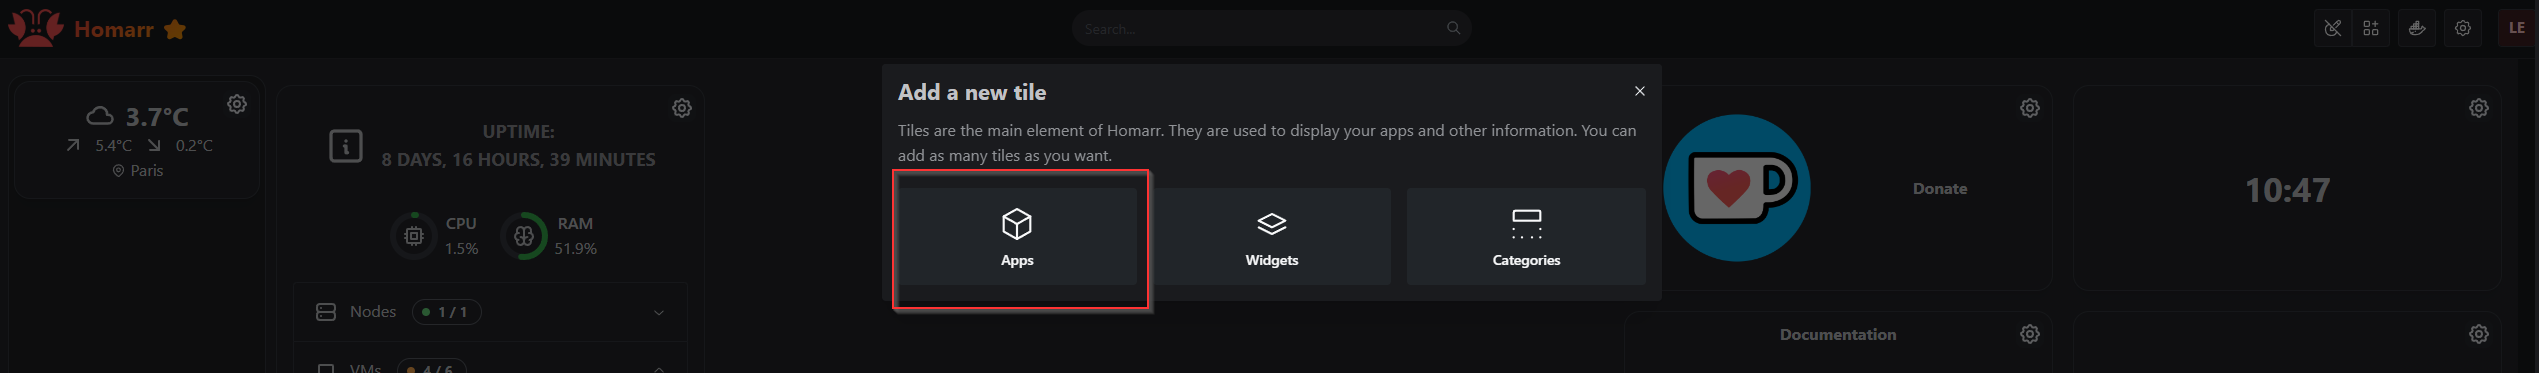 Homarr
Search...
LE
3.7°C
5.4°C 0.2°C
Paris
UPTIME:
8 DAYS, 16 HOURS, 39 MINUTES
CPU
1.5%
RAM
51.9%
Nodes 1 / 1
VMs 4 / 6
Add a new tile
Tiles are the main element of Homarr. They are used to display your apps and other information. You can
add as many tiles as you want.
Apps
Widgets
Categories
Donate
10:47
Documentation